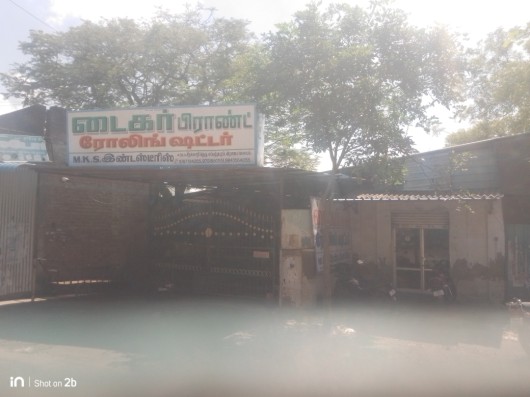 டைகர் பிராண்ட்
ரோலிங் ஷட்டர்
M.K.S. இண்டஸ்ட்ரீஸ்
Shot on 2b